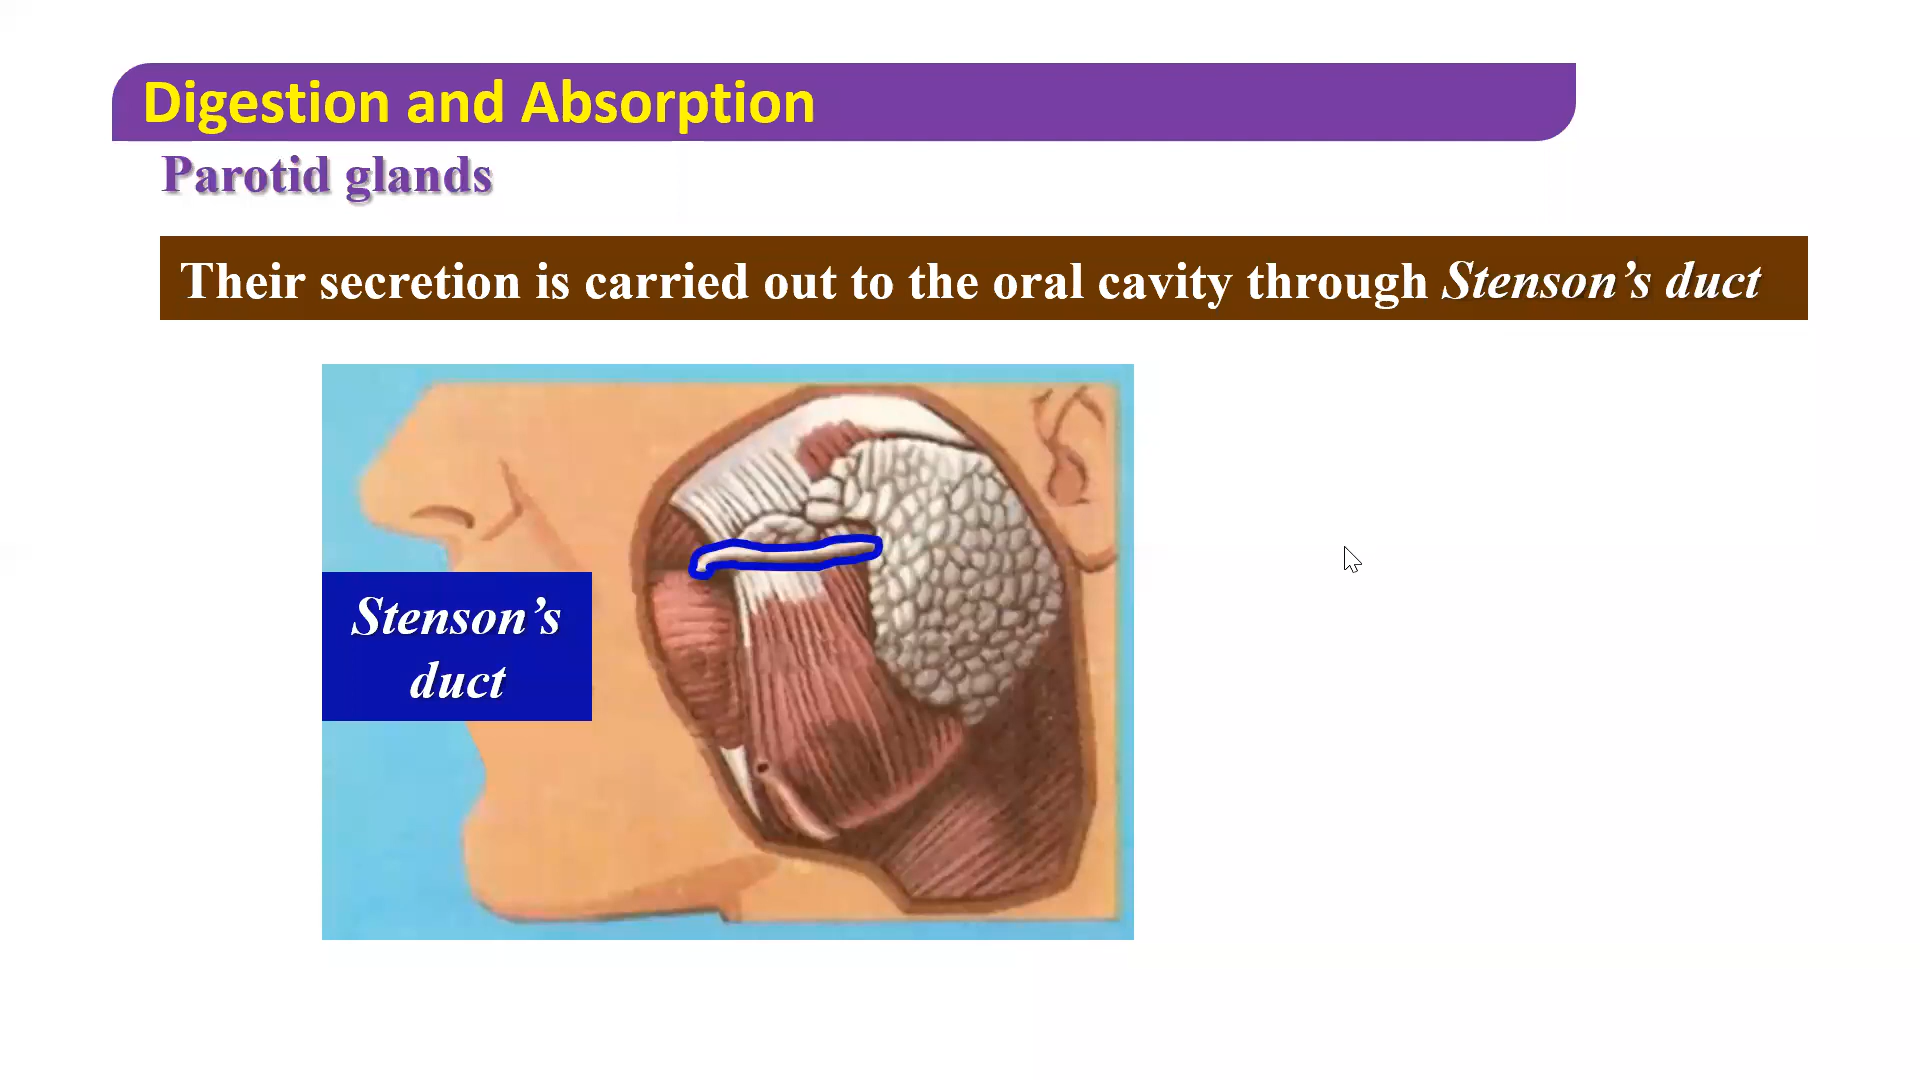 Digestion and Absorption
Parotid glands
Their secretion is carried out to the oral cavity through Stenson’s duct
Stenson’s
duct